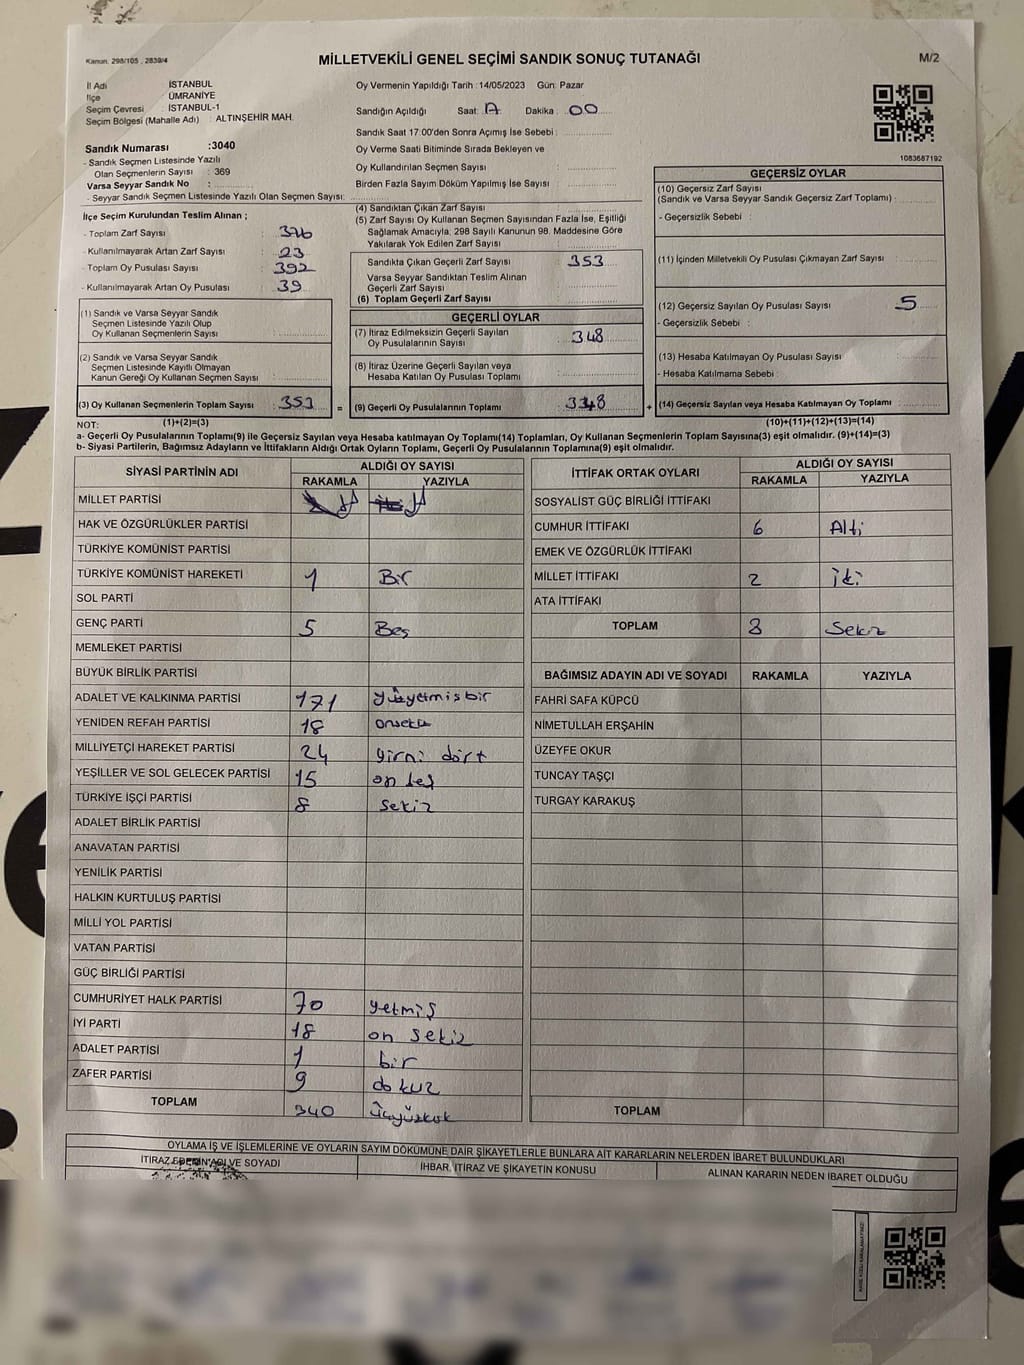 Kanun. 298/105 , 2839/4
MİLLETVEKİLİ GENEL SEÇİMİ SANDIK SONUÇ TUTANAĞI
M/2
İl Adı İSTANBUL
İlçe ÜMRANİYE
Seçim Çevresi : İSTANBUL-1
Seçim Bölgesi (Mahalle Adı) : ALTINŞEHİR MAH.
Sandık Numarası :3040
- Sandık Seçmen Listesinde Yazılı
Olan Seçmenlerin Sayısı : 369
Varsa Seyyar Sandık No :
- Seyyar Sandık Seçmen Listesinde Yazılı Olan Seçmen Sayısı:
Oy Vermenin Yapıldığı Tarih :14/05/2023 Gün: Pazar
Sandığın Açıldığı Saat: Dakika : 00
Sandık Saat 17:00'den Sonra Açımış İse Sebebi :
Oy Verme Saati Bitiminde Sırada Bekleyen ve
Oy Kullandırılan Seçmen Sayısı
Birden Fazla Sayım Döküm Yapılmış İse Sayısı
1083687192
İlçe Seçim Kurulundan Teslim Alınan ;
- Toplam Zarf Sayısı : 376
- Kullanılmayarak Artan Zarf Sayısı : 23
- Toplam Oy Pusulası Sayısı : 392
- Kullanılmayarak Artan Oy Pusulası : 39
(1) Sandık ve Varsa Seyyar Sandık
Seçmen Listesinde Yazılı Olup
Oy Kullanan Seçmenlerin Sayısı :
(2) Sandık ve Varsa Seyyar Sandık
Seçmen Listesinde Kayıtlı Olmayan
Kanun Gereği Oy Kullanan Seçmen Sayısı :
(3) Oy Kullanan Seçmenlerin Toplam Sayısı : 353 =
(4) Sandıktan Çıkan Zarf Sayısı
(5) Zarf Sayısı Oy Kullanan Seçmen Sayısından Fazla İse, Eşitliği
Sağlamak Amacıyla, 298 Sayılı Kanunun 98. Maddesine Göre
Yakılarak Yok Edilen Zarf Sayısı
Sandıkta Çıkan Geçerli Zarf Sayısı : 353
Varsa Seyyar Sandıktan Teslim Alınan
Geçerli Zarf Sayısı
(6) Toplam Geçerli Zarf Sayısı
GEÇERLİ OYLAR
(7) İtiraz Edilmeksizin Geçerli Sayılan
Oy Pusulalarının Sayısı : 348
(8) İtiraz Üzerine Geçerli Sayılan veya
Hesaba Katılan Oy Pusulası Toplamı
(9) Geçerli Oy Pusulalarının Toplamı +
GEÇERSİZ OYLAR
(10) Geçersiz Zarf Sayısı
(Sandık ve Varsa Seyyar Sandık Geçersiz Zarf Toplamı)
- Geçersizlik Sebebi :
(11) İçinden Milletvekili Oy Pusulası Çıkmayan Zarf Sayısı
(12) Geçersiz Sayılan Oy Pusulası Sayısı : 5
- Geçersizlik Sebebi :
(13) Hesaba Katılmayan Oy Pusulası Sayısı
- Hesaba Katılmama Sebebi :
(14) Geçersiz Sayılan veya Hesaba Katılmayan Oy Toplamı
NOT: (1)+(2)=(3)
(10)+(11)+(12)+(13)=(14)
a- Geçerli Oy Pusulalarının Toplamı(9) ile Geçersiz Sayılan veya Hesaba katılmayan Oy Toplamı(14) Toplamları, Oy Kullanan Seçmenlerin Toplam Sayısına(3) eşit olmalıdır. (9)+(14)=(3)
b- Siyasi Partilerin, Bağımsız Adayların ve İttifakların Aldığı Ortak Oyların Toplamı, Geçerli Oy Pusulalarının Toplamına(9) eşit olmalıdır.
SİYASİ PARTİNİN ADI
ALDIĞI OY SAYISI
RAKAMLA YAZIYLA
MİLLET PARTİSİ
HAK VE ÖZGÜRLÜKLER PARTİSİ
TÜRKİYE KOMÜNİST PARTİSİ
TÜRKİYE KOMÜNİST HAREKETİ 1 Bir
SOL PARTİ
GENÇ PARTİ 5 Beş
MEMLEKET PARTİSİ
BÜYÜK BİRLİK PARTİSİ
ADALET VE KALKINMA PARTİSİ 171 yüzyetmişbir
YENİDEN REFAH PARTİSİ 18 onsekiz
MİLLİYETÇİ HAREKET PARTİSİ 24 yirmi dört
YEŞİLLER VE SOL GELECEK PARTİSİ 15 on beş
TÜRKİYE İŞÇİ PARTİSİ 8 sekiz
ADALET BİRLİK PARTİSİ
ANAVATAN PARTİSİ
YENİLİK PARTİSİ
HALKIN KURTULUŞ PARTİSİ
MİLLİ YOL PARTİSİ
VATAN PARTİSİ
GÜÇ BİRLİĞİ PARTİSİ
CUMHURİYET HALK PARTİSİ 70 yetmiş
İYİ PARTİ 18 on sekiz
ADALET PARTİSİ 1 bir
ZAFER PARTİSİ 9 dokuz
TOPLAM 340 üçyüzkırk
İTTİFAK ORTAK OYLARI
ALDIĞI OY SAYISI
RAKAMLA YAZIYLA
SOSYALİST GÜÇ BİRLİĞİ İTTİFAKI
CUMHUR İTTİFAKI 6 Altı
EMEK VE ÖZGÜRLÜK İTTİFAKI
MİLLET İTTİFAKI 2 iki
ATA İTTİFAKI
TOPLAM 8 Sekiz
BAĞIMSIZ ADAYIN ADI VE SOYADI RAKAMLA YAZIYLA
FAHRİ SAFA KÜPCÜ
NİMETULLAH ERŞAHİN
ÜZEYFE OKUR
TUNCAY TAŞÇI
TURGAY KARAKUŞ
TOPLAM
OYLAMA İŞ VE İŞLEMLERİNE VE OYLARIN SAYIM DÖKÜMÜNE DAİR ŞİKAYETLERLE BUNLARA AİT KARARLARIN NELERDEN İBARET BULUNDUKLARI
İTİRAZ EDENİN ADI VE SOYADI
İHBAR, İTİRAZ VE ŞİKAYETİN KONUSU
ALINAN KARARIN NEDEN İBARET OLDUĞU